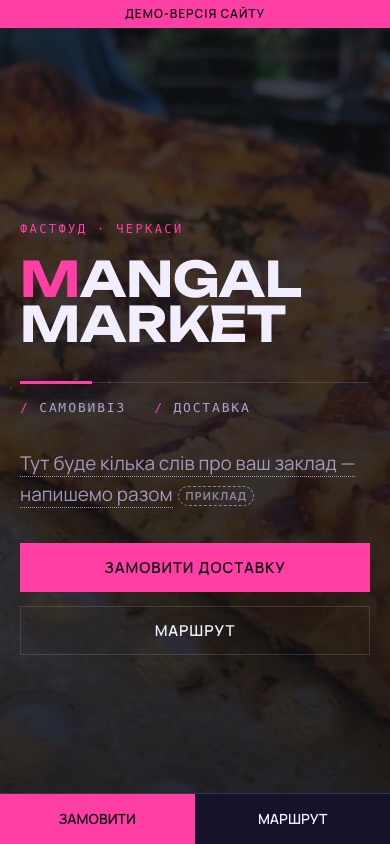 ДЕМО-ВЕРСІЯ САЙТУ
ФАСТФУД · ЧЕРКАСИ
MANGAL
MARKET
/ САМОВИВІЗ / ДОСТАВКА
Тут буде кілька слів про ваш заклад —
напишемо разом ПРИКЛАД
ЗАМОВИТИ ДОСТАВКУ
МАРШРУТ
ЗАМОВИТИ МАРШРУТ